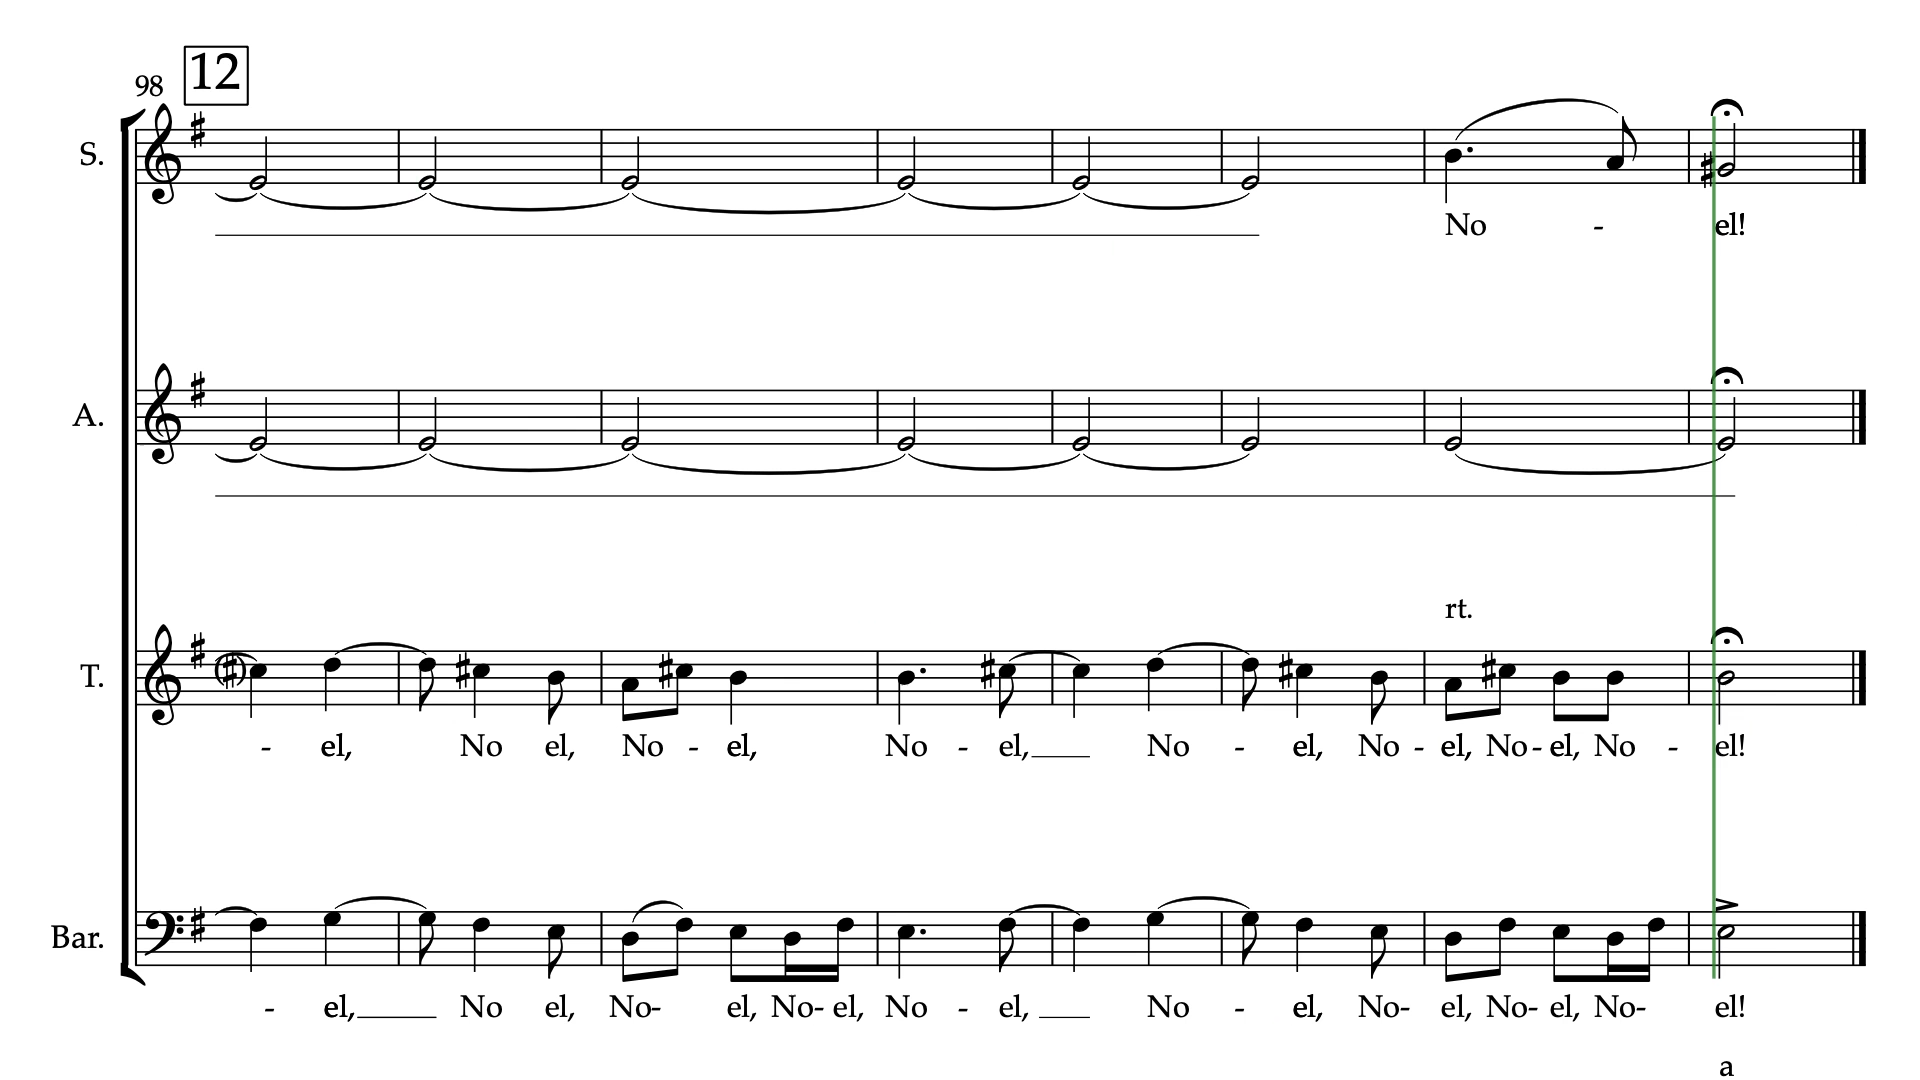 98 12
S.
No - el!
A.
rt.
T.
- el, No el, No - el, No - el, No - el, No - el, No - el, No - el!
Bar.
- el, No el, No- el, No- el, No - el, No - el, No- el, No- el, No- el!
a